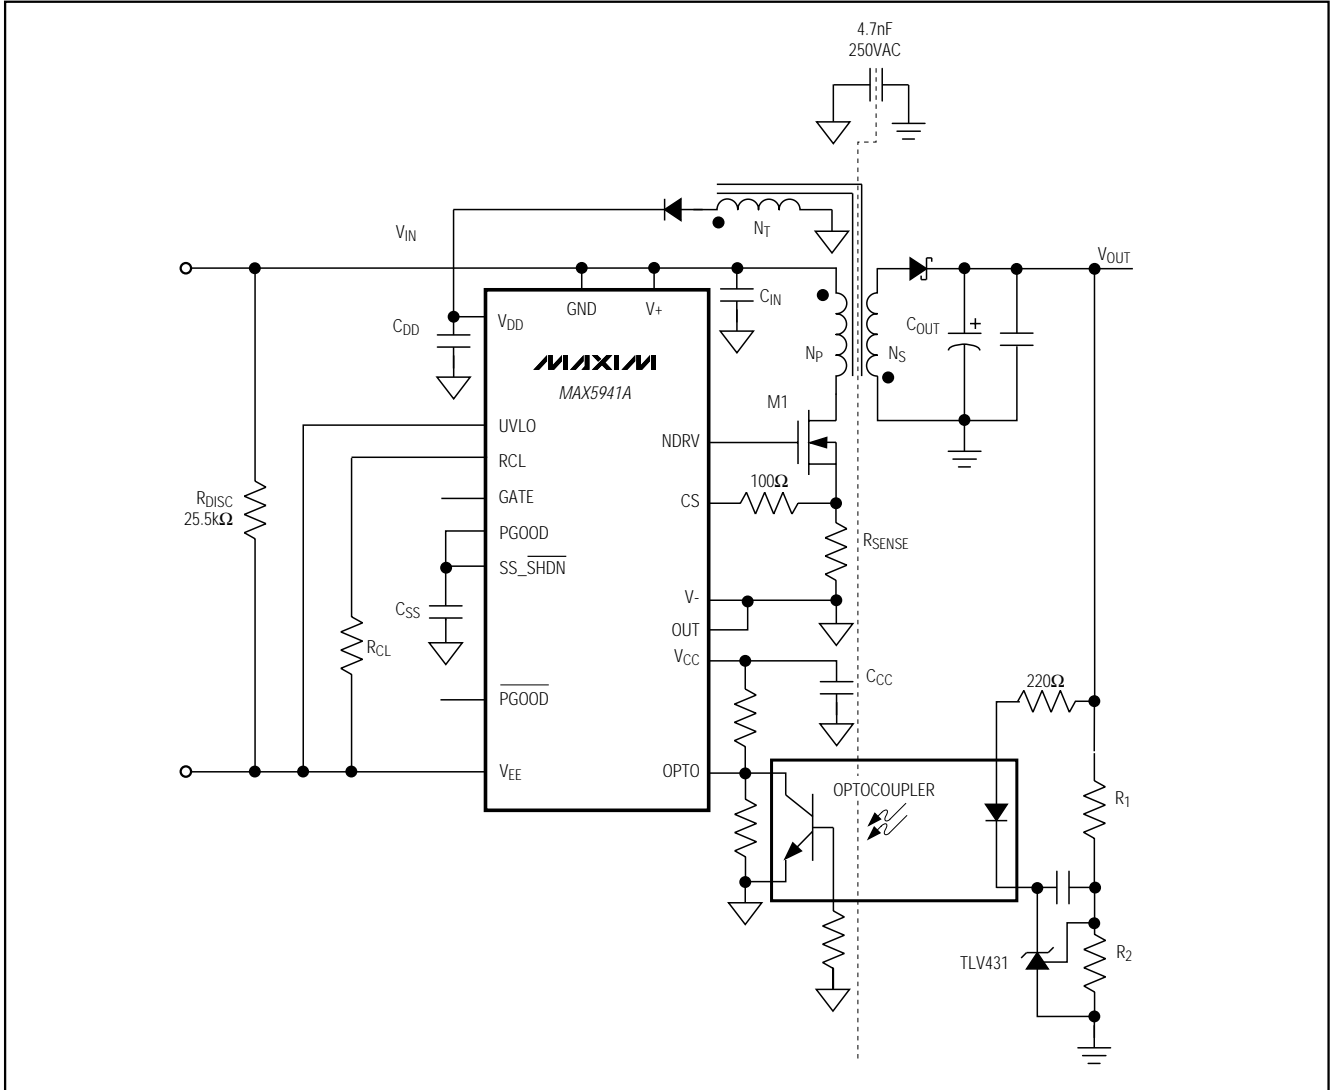 4.7nF
250VAC
VIN
NT
VOUT
CIN
GND
V+
VDD
CDD
COUT
+
NP
NS
MAXIM
MAX5941A
M1
UVLO
NDRV
RCL
100Ω
RDISC
25.5kΩ
GATE
CS
PGOOD
RSENSE
SS_SHDN
V-
CSS
OUT
RCL
VCC
CCC
220Ω
PGOOD
VEE
OPTO
OPTOCOUPLER
R1
TLV431
R2